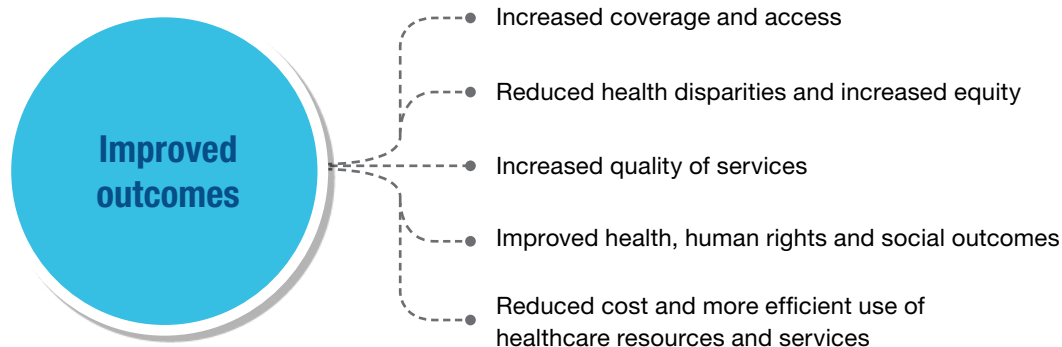 Improved
outcomes
Increased coverage and access
Reduced health disparities and increased equity
Increased quality of services
Improved health, human rights and social outcomes
Reduced cost and more efficient use of
healthcare resources and services